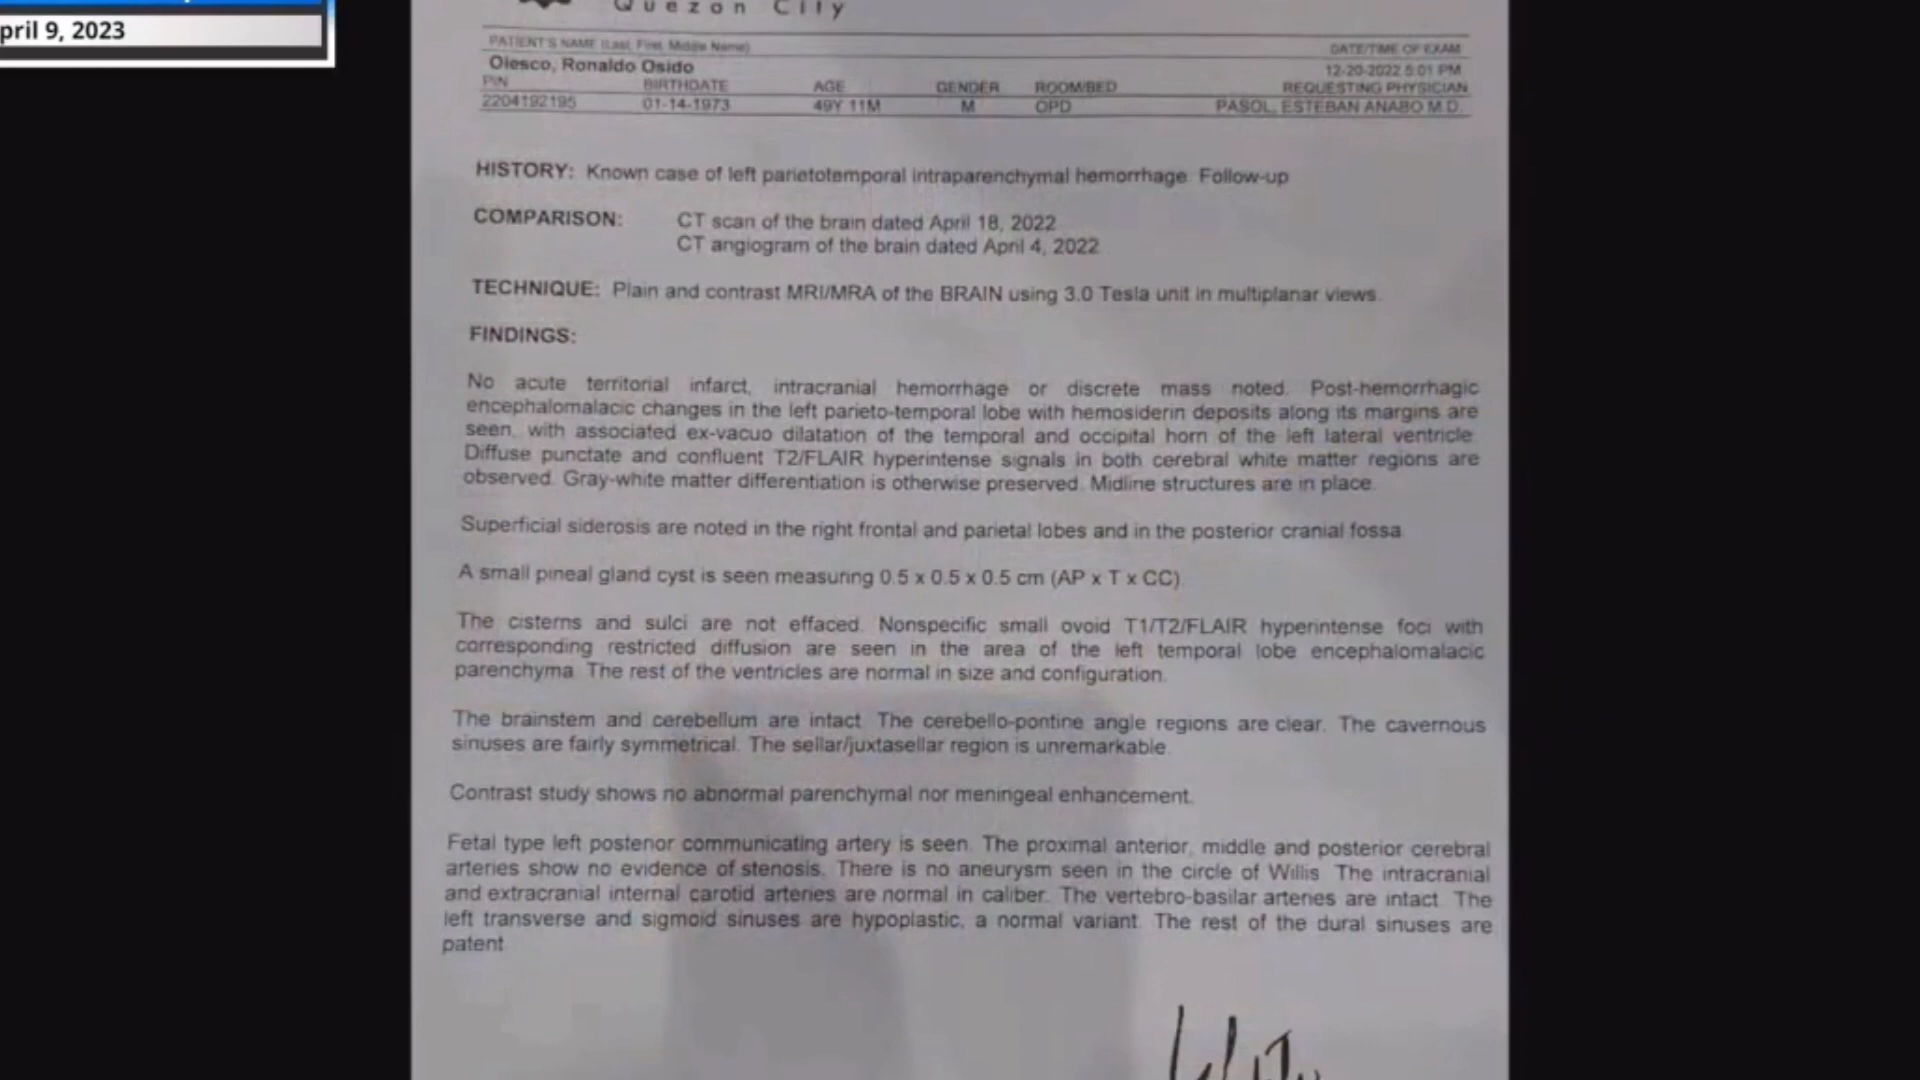 pril 9, 2023
Quezon City
PATIENT'S NAME (Last, First, Middle Name)
DATE/TIME OF EXAM
Olesco, Ronaldo Osido
12-20-2022 5:01 PM
PIN BIRTHDATE AGE GENDER ROOM/BED REQUESTING PHYSICIAN
2204192195 01-14-1973 49Y 11M M OPD PASOL, ESTEBAN ANABO M.D.
HISTORY: Known case of left parietotemporal intraparenchymal hemorrhage Follow-up
COMPARISON: CT scan of the brain dated April 18, 2022
CT angiogram of the brain dated April 4, 2022
TECHNIQUE: Plain and contrast MRI/MRA of the BRAIN using 3.0 Tesla unit in multiplanar views.
FINDINGS:
No acute territorial infarct, intracranial hemorrhage or discrete mass noted. Post-hemorrhagic
encephalomalacic changes in the left parieto-temporal lobe with hemosiderin deposits along its margins are
seen, with associated ex-vacuo dilatation of the temporal and occipital horn of the left lateral ventricle.
Diffuse punctate and confluent T2/FLAIR hyperintense signals in both cerebral white matter regions are
observed. Gray-white matter differentiation is otherwise preserved. Midline structures are in place.
Superficial siderosis are noted in the right frontal and parietal lobes and in the posterior cranial fossa
A small pineal gland cyst is seen measuring 0.5 x 0.5 x 0.5 cm (AP x T x CC).
The cisterns and sulci are not effaced. Nonspecific small ovoid T1/T2/FLAIR hyperintense foci with
corresponding restricted diffusion are seen in the area of the left temporal lobe encephalomalacic
parenchyma. The rest of the ventricles are normal in size and configuration.
The brainstem and cerebellum are intact. The cerebello-pontine angle regions are clear. The cavernous
sinuses are fairly symmetrical. The sellar/juxtasellar region is unremarkable.
Contrast study shows no abnormal parenchymal nor meningeal enhancement.
Fetal type left posterior communicating artery is seen. The proximal anterior, middle and posterior cerebral
arteries show no evidence of stenosis. There is no aneurysm seen in the circle of Willis. The intracranial
and extracranial internal carotid arteries are normal in caliber. The vertebro-basilar arteries are intact. The
left transverse and sigmoid sinuses are hypoplastic, a normal variant. The rest of the dural sinuses are
patent